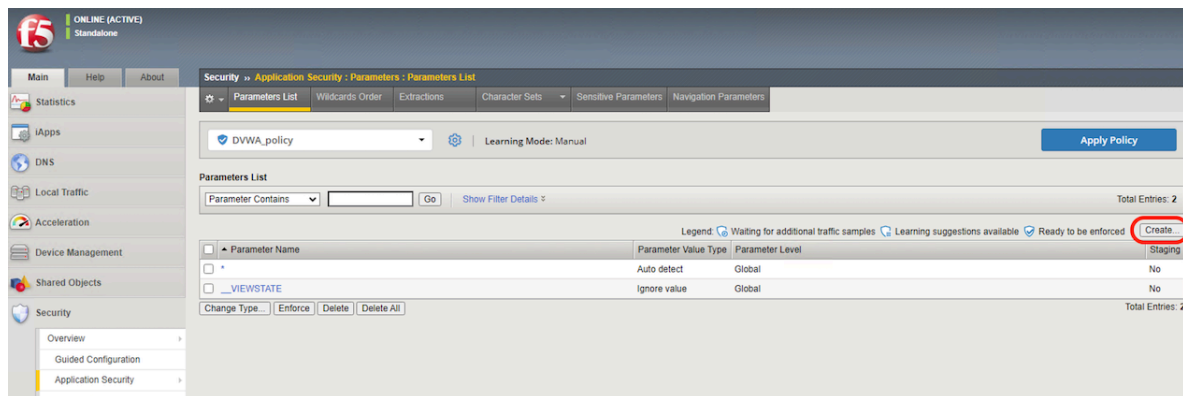 f5
ONLINE (ACTIVE)
Standalone
Main Help About
Security ›› Application Security : Parameters : Parameters List
Parameters List Wildcards Order Extractions Character Sets Sensitive Parameters Navigation Parameters
Statistics
iApps
DNS
Local Traffic
Acceleration
Device Management
Shared Objects
Security
Overview
Guided Configuration
Application Security
DVWA_policy Learning Mode: Manual Apply Policy
Parameters List
Parameter Contains Go Show Filter Details Total Entries: 2
Legend: Waiting for additional traffic samples Learning suggestions available Ready to be enforced Create...
Parameter Name Parameter Value Type Parameter Level Staging
* Auto detect Global No
__VIEWSTATE Ignore value Global No
Change Type... Enforce Delete Delete All Total Entries: 2